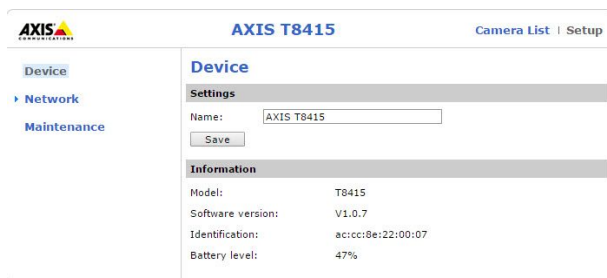 AXIS
COMMUNICATIONS
AXIS T8415
Camera List | Setup
Device
Network
Maintenance
Device
Settings
Name: AXIS T8415
Save
Information
Model: T8415
Software version: V1.0.7
Identification: ac:cc:8e:22:00:07
Battery level: 47%